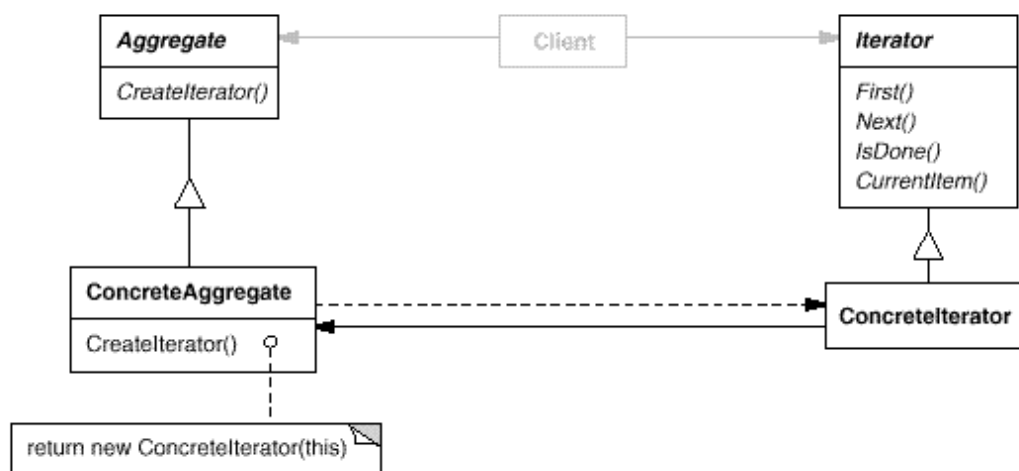 Aggregate
CreateIterator()
Client
Iterator
First()
Next()
IsDone()
CurrentItem()
ConcreteAggregate
CreateIterator()
ConcreteIterator
return new ConcreteIterator(this)